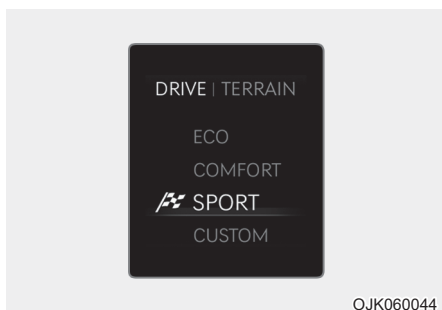 DRIVE | TERRAIN
ECO
COMFORT
SPORT
CUSTOM
OJK060044